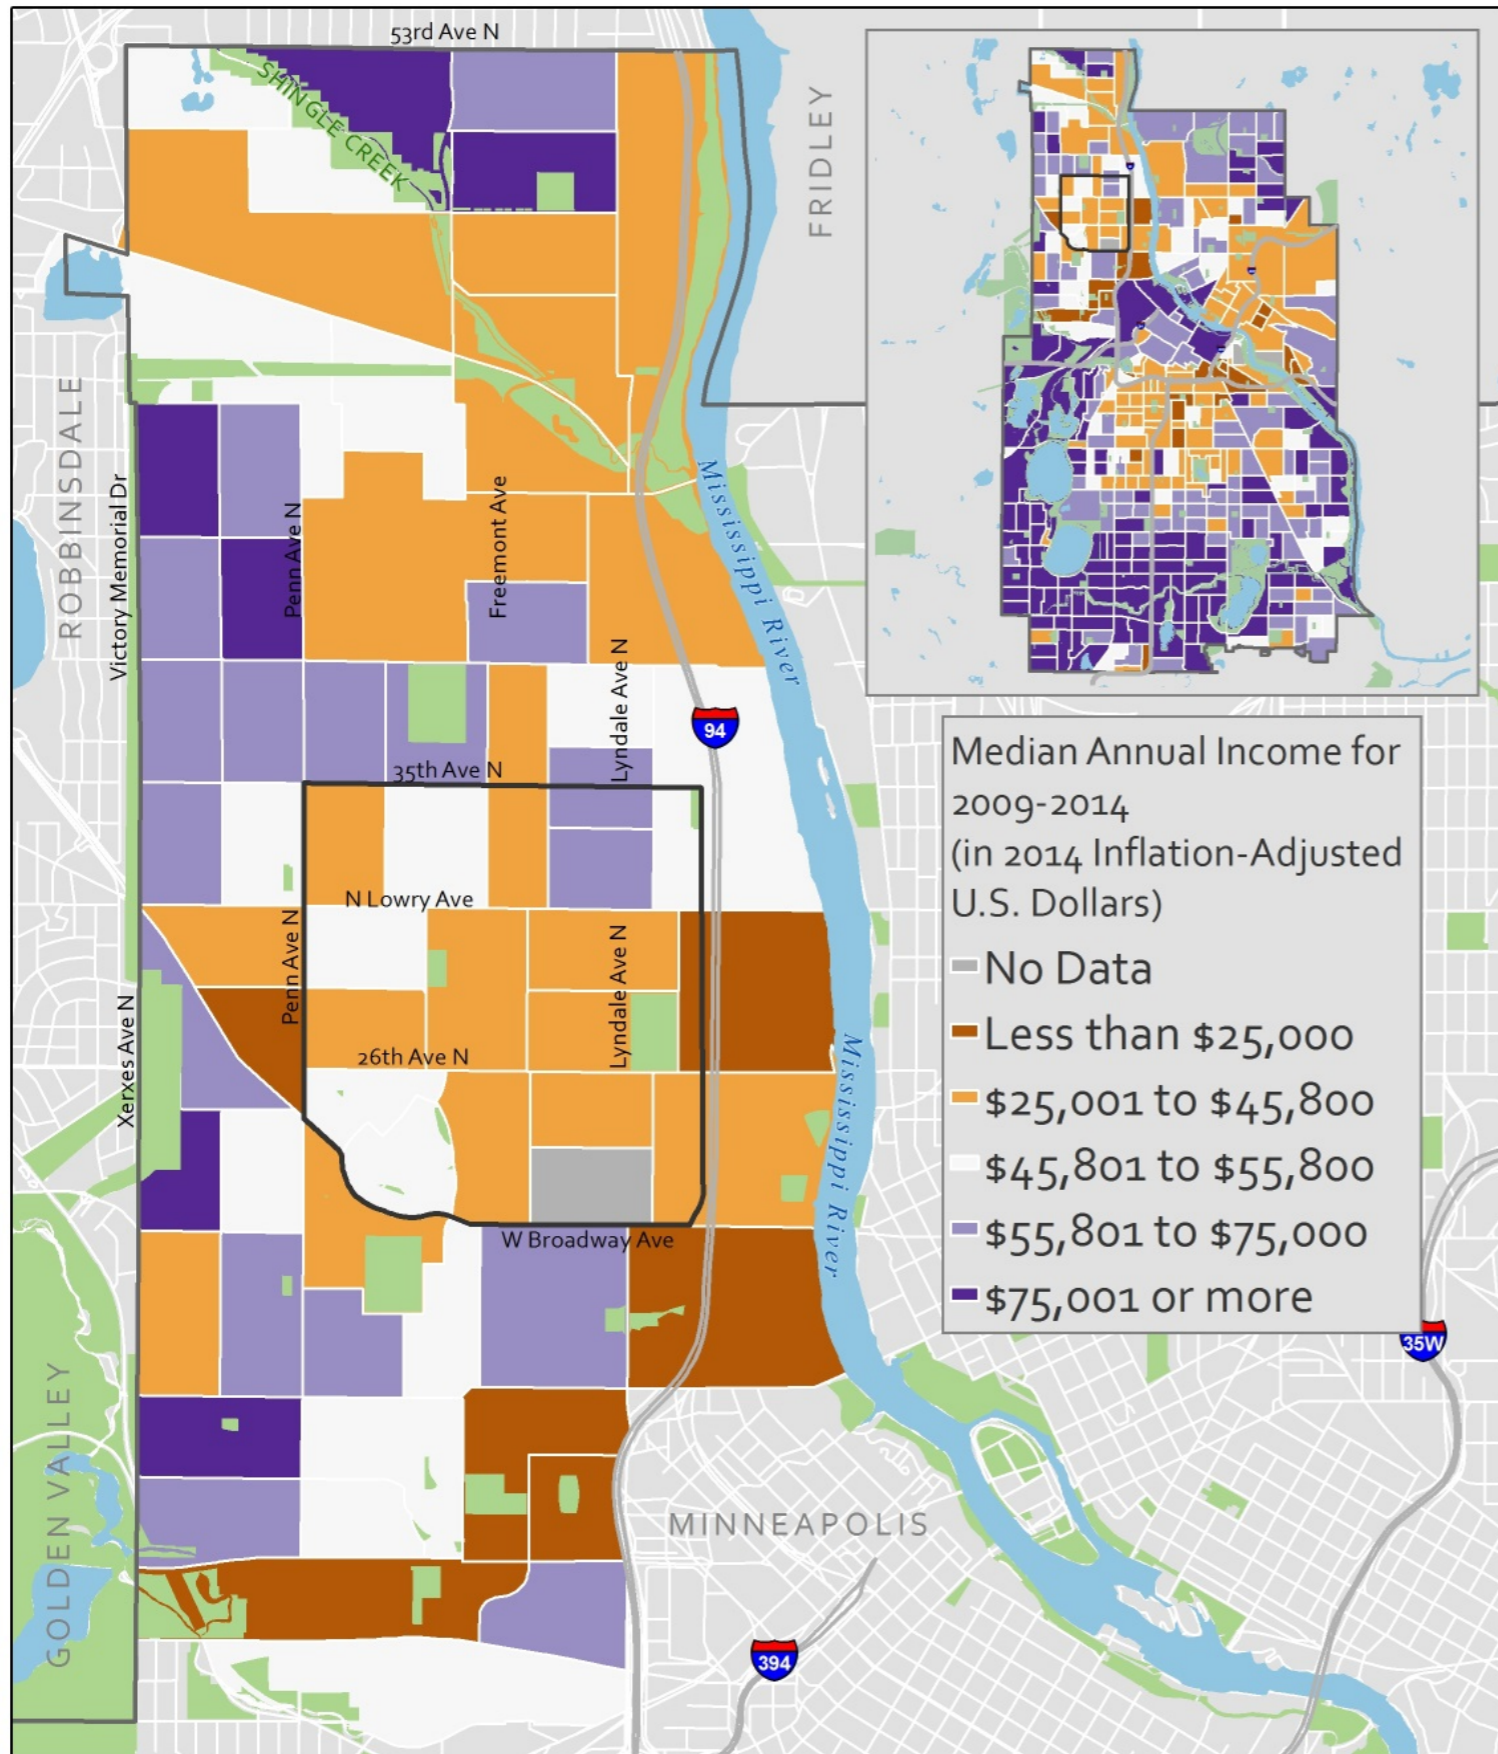 53rd Ave N
SHINGLE CREEK
FRIDLEY
ROBBINSDALE
Victory Memorial Dr
Penn Ave N
Freemont Ave
Mississippi River
Lyndale Ave N
94
35th Ave N
N Lowry Ave
Penn Ave N
Lyndale Ave N
Xerxes Ave N
26th Ave N
Mississippi River
W Broadway Ave
GOLDEN VALLEY
MINNEAPOLIS
394
35W
Median Annual Income for
2009-2014
(in 2014 Inflation-Adjusted
U.S. Dollars)
No Data
Less than $25,000
$25,001 to $45,800
$45,801 to $55,800
$55,801 to $75,000
$75,001 or more